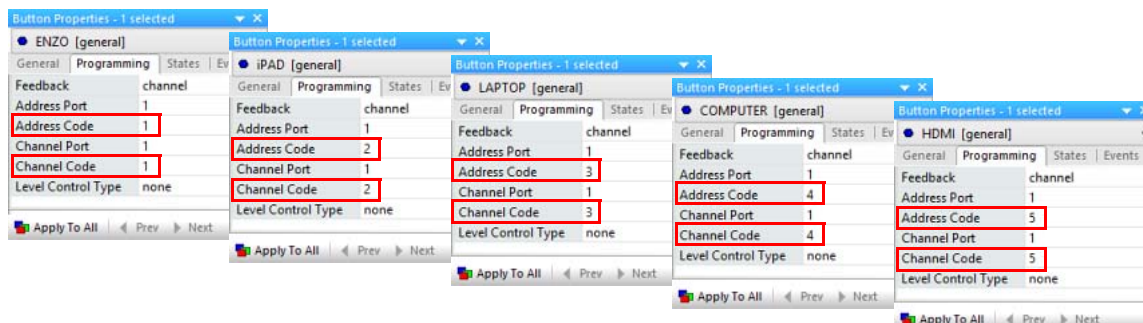 Button Properties - 1 selected
ENZO [general]
General Programming States Ev
Feedback channel
Address Port 1
Address Code 1
Channel Port 1
Channel Code 1
Level Control Type none
Apply To All Prev Next
Button Properties - 1 selected
iPAD [general]
General Programming States Ev
Feedback channel
Address Port 1
Address Code 2
Channel Port 1
Channel Code 2
Level Control Type none
Apply To All Prev Next
Button Properties - 1 selected
LAPTOP [general]
General Programming States Ev
Feedback channel
Address Port 1
Address Code 3
Channel Port 1
Channel Code 3
Level Control Type none
Apply To All Prev Next
Button Properties - 1 selected
COMPUTER [general]
General Programming States Ev
Feedback channel
Address Port 1
Address Code 4
Channel Port 1
Channel Code 4
Level Control Type none
Apply To All Prev Next
Button Properties - 1 selected
HDMI [general]
General Programming States Events
Feedback channel
Address Port 1
Address Code 5
Channel Port 1
Channel Code 5
Level Control Type none
Apply To All Prev Next